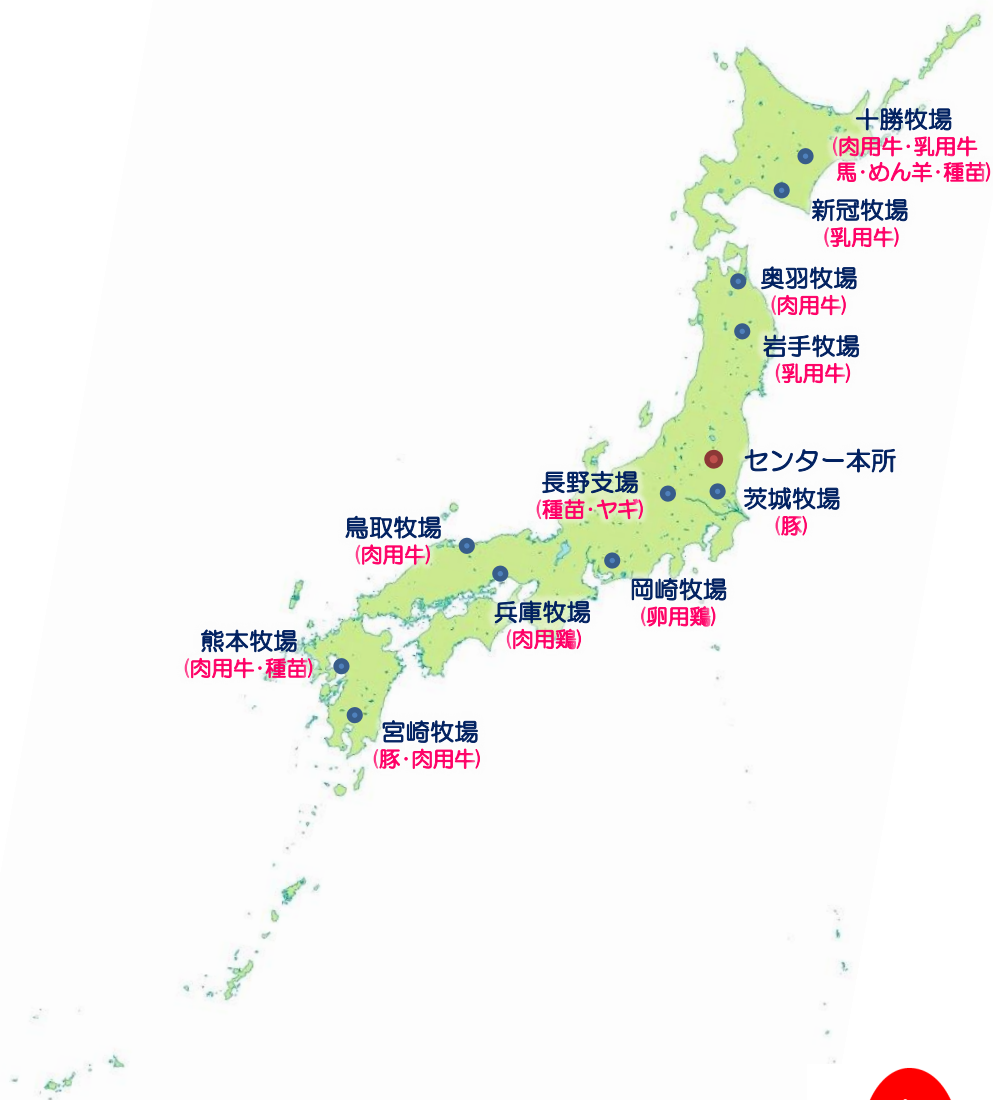 十勝牧場
(肉用牛・乳用牛
馬・めん羊・種苗)
新冠牧場
(乳用牛)
奥羽牧場
(肉用牛)
岩手牧場
(乳用牛)
センター本所
長野支場
(種苗・ヤギ)
茨城牧場
(豚)
鳥取牧場
(肉用牛)
岡崎牧場
(卵用鶏)
兵庫牧場
(肉用鶏)
熊本牧場
(肉用牛・種苗)
宮崎牧場
(豚・肉用牛)